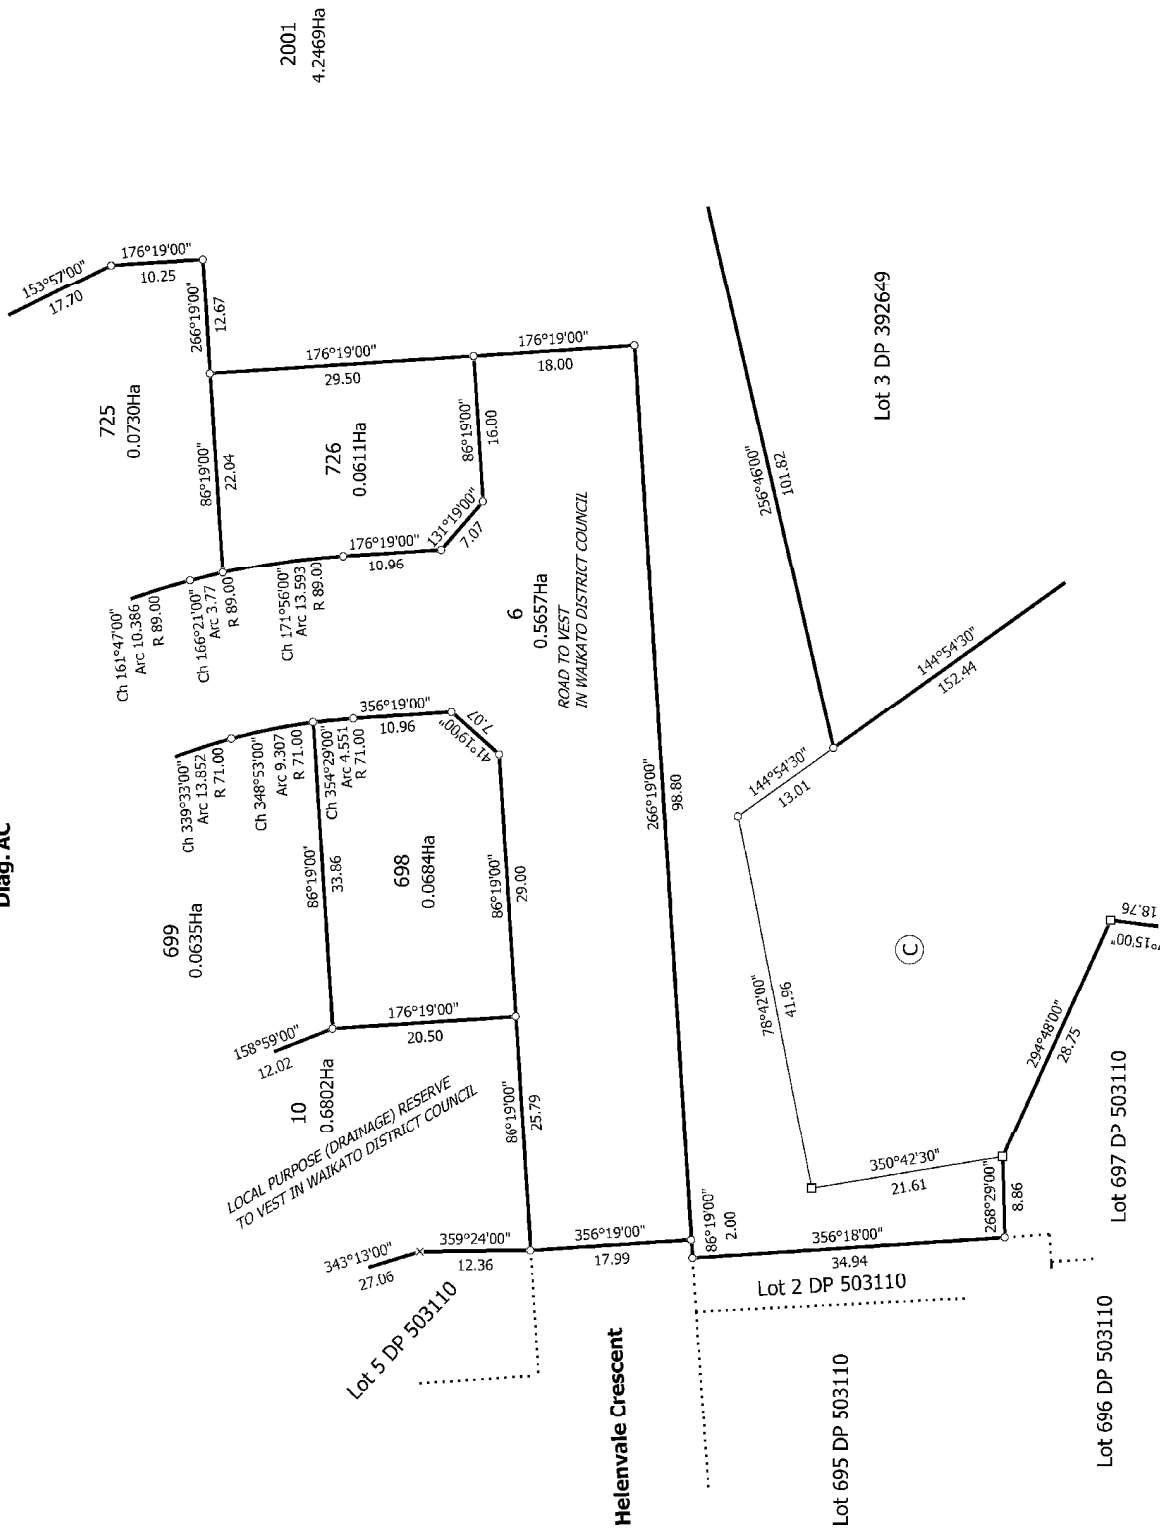 Diag. AC
2001
4.2469Ha
153°57'00"
17.70
176°19'00"
10.25
266°19'00"
12.67
725
0.0730Ha
86°19'00"
22.04
176°19'00"
29.50
726
0.0611Ha
86°19'00"
16.00
176°19'00"
18.00
131°19'00"
7.07
176°19'00"
10.96
Ch 161°47'00"
Arc 10.386
R 89.00
Ch 166°21'00"
Arc 3.77
R 89.00
Ch 171°56'00"
Arc 13.593
R 89.00
6
0.5657Ha
ROAD TO VEST
IN WAIKATO DISTRICT COUNCIL
Ch 339°33'00"
Arc 13.852
R 71.00
Ch 348°53'00"
Arc 9.307
R 71.00
Ch 354°29'00"
Arc 4.551
R 71.00
356°19'00"
10.96
41°19'00"
7.07
699
0.0635Ha
86°19'00"
33.86
698
0.0684Ha
86°19'00"
29.00
158°59'00"
12.02
176°19'00"
20.50
10
0.6802Ha
LOCAL PURPOSE (DRAINAGE) RESERVE
TO VEST IN WAIKATO DISTRICT COUNCIL
86°19'00"
25.79
343°13'00"
27.06
359°24'00"
12.36
Lot 5 DP 503110
356°19'00"
17.99
266°19'00"
98.80
86°19'00"
2.00
Helenvale Crescent
356°18'00"
34.94
Lot 2 DP 503110
268°29'00"
8.86
350°42'30"
21.61
78°42'00"
41.96
C
144°54'30"
13.01
256°46'00"
101.82
144°54'30"
152.44
Lot 3 DP 392649
294°48'00"
28.75
7°15'00"
18.76
Lot 697 DP 503110
Lot 696 DP 503110
Lot 695 DP 503110